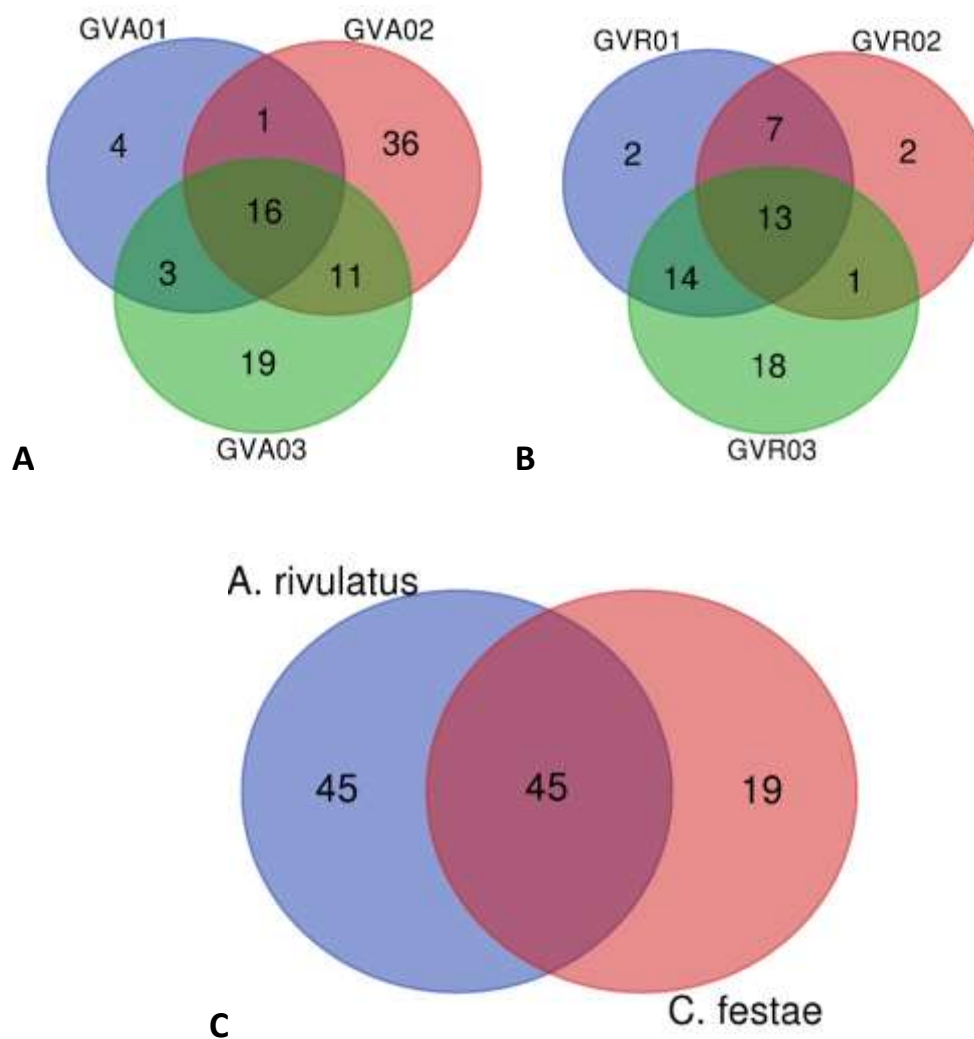 GVA01 GVA02
4 1 36
16
3 11
19
GVA03
A
GVR01 GVR02
2 7 2
13
14 1
18
GVR03
B
A. rivulatus
45 45 19
C. festae
C